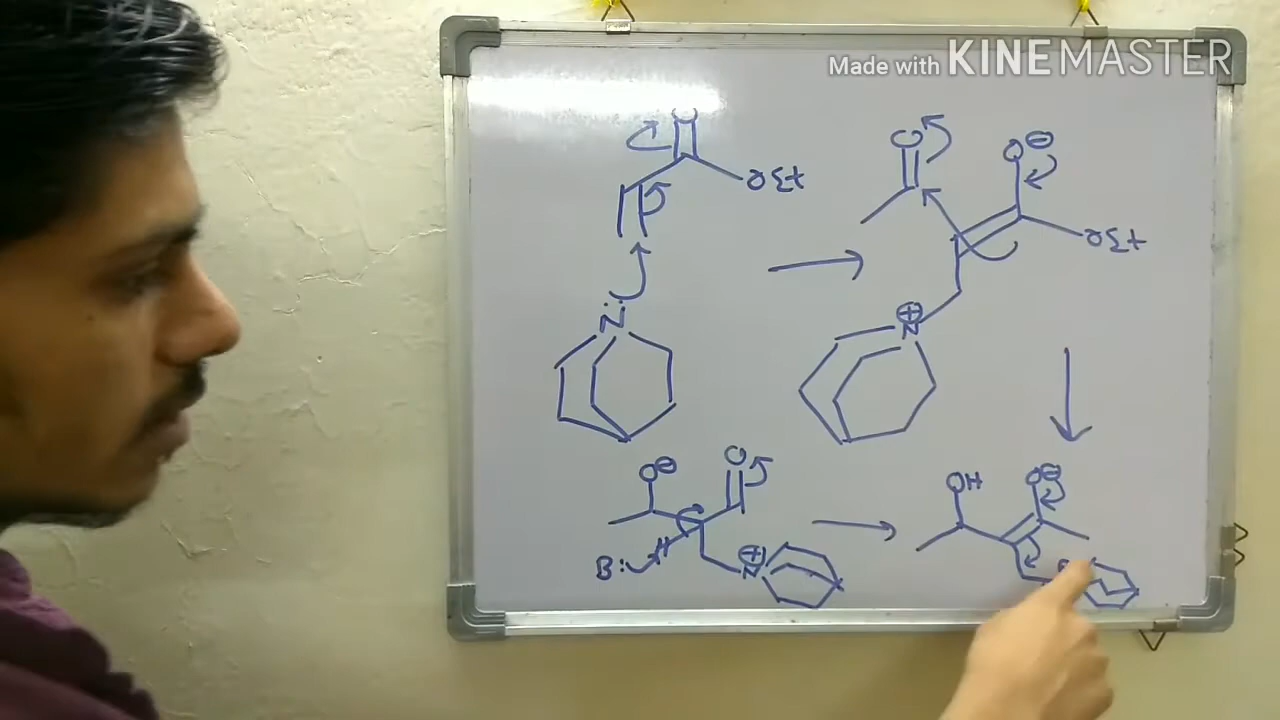 Made with KINEMASTER
O
OEt
O
O⊖
OEt
N̈
⊕
N
O⊖
O
B:
H
⊕
N
OH
O⊖